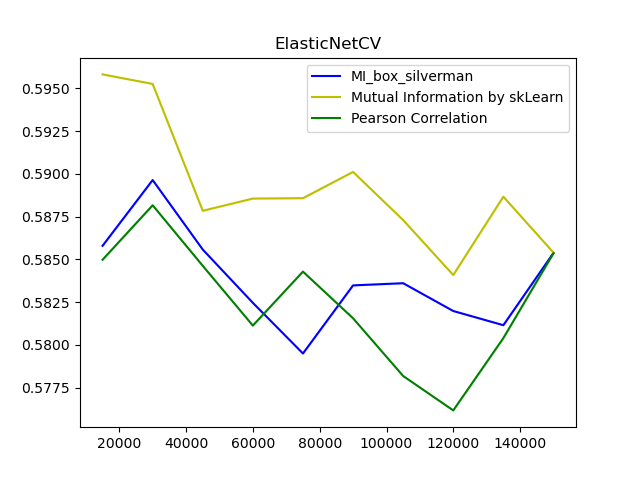 ElasticNetCV
MI_box_silverman
Mutual Information by skLearn
Pearson Correlation
0.5950
0.5925
0.5900
0.5875
0.5850
0.5825
0.5800
0.5775
20000 40000 60000 80000 100000 120000 140000